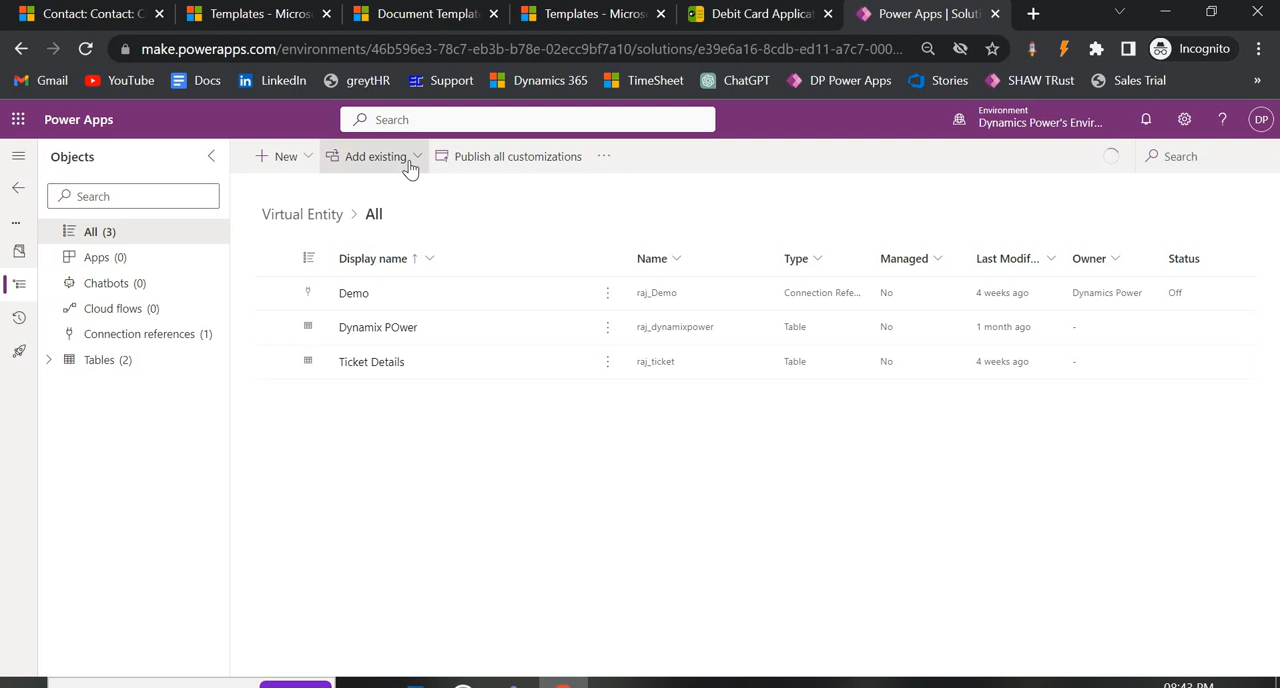 Contact: Contact: C
Templates - Micros
Document Templat
Templates - Micros
Debit Card Applica
Power Apps | Solut
make.powerapps.com/environments/46b596e3-78c7-eb3b-b78e-02ecc9bf7a10/solutions/e39e6a16-8cdb-ed11-a7c7-000...
Incognito
Gmail
YouTube
Docs
LinkedIn
greytHR
Support
Dynamics 365
TimeSheet
ChatGPT
DP Power Apps
Stories
SHAW TRust
Sales Trial
»
Power Apps
Search
Environment
Dynamics Power's Envir...
?
DP
Objects
New
Add existing
Publish all customizations
...
Search
Search
Virtual Entity > All
All (3)
Apps (0)
Chatbots (0)
Cloud flows (0)
Connection references (1)
Tables (2)
Display name ↑
Name
Type
Managed
Last Modif...
Owner
Status
Demo
raj_Demo
Connection Refe...
No
4 weeks ago
Dynamics Power
Off
Dynamix POwer
raj_dynamixpower
Table
No
1 month ago
-
Ticket Details
raj_ticket
Table
No
4 weeks ago
-